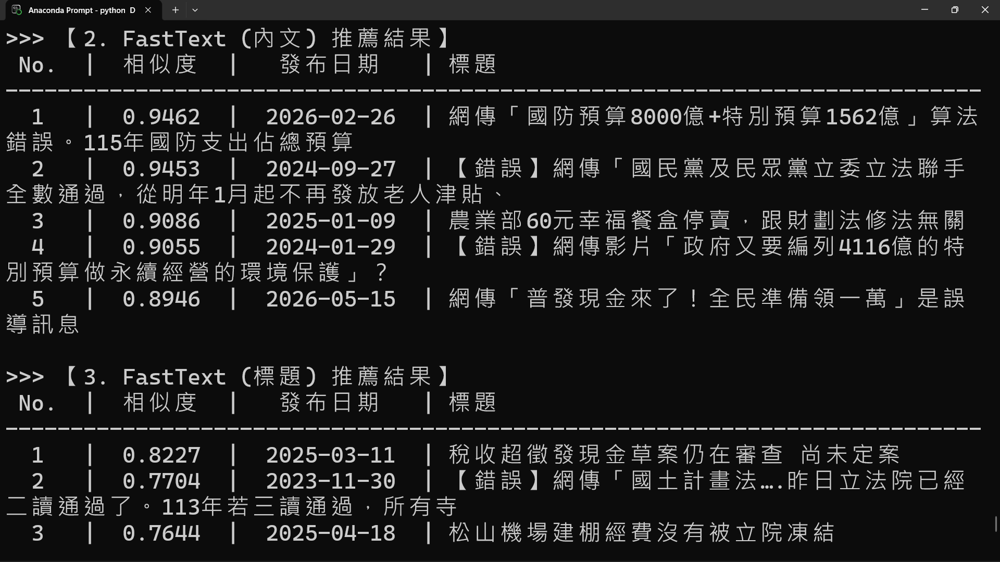 Anaconda Prompt - python D
>>> 【2. FastText (內文) 推薦結果】
No. | 相似度 | 發布日期 | 標題
--------------------------------------------------------------------------
1 | 0.9462 | 2026-02-26 | 網傳「國防預算8000億+特別預算1562億」算法
錯誤。115年國防支出佔總預算
2 | 0.9453 | 2024-09-27 | 【錯誤】網傳「國民黨及民眾黨立委立法聯手
全數通過，從明年1月起不再發放老人津貼、
3 | 0.9086 | 2025-01-09 | 農業部60元幸福餐盒停賣，跟財劃法修法無關
4 | 0.9055 | 2024-01-29 | 【錯誤】網傳影片「政府又要編列4116億的特
別預算做永續經營的環境保護」？
5 | 0.8946 | 2026-05-15 | 網傳「普發現金來了！全民準備領一萬」是誤
導訊息
>>> 【3. FastText (標題) 推薦結果】
No. | 相似度 | 發布日期 | 標題
--------------------------------------------------------------------------
1 | 0.8227 | 2025-03-11 | 稅收超徵發現金草案仍在審查 尚未定案
2 | 0.7704 | 2023-11-30 | 【錯誤】網傳「國土計畫法….昨日立法院已經
二讀通過了。113年若三讀通過，所有寺
3 | 0.7644 | 2025-04-18 | 松山機場建棚經費沒有被立院凍結